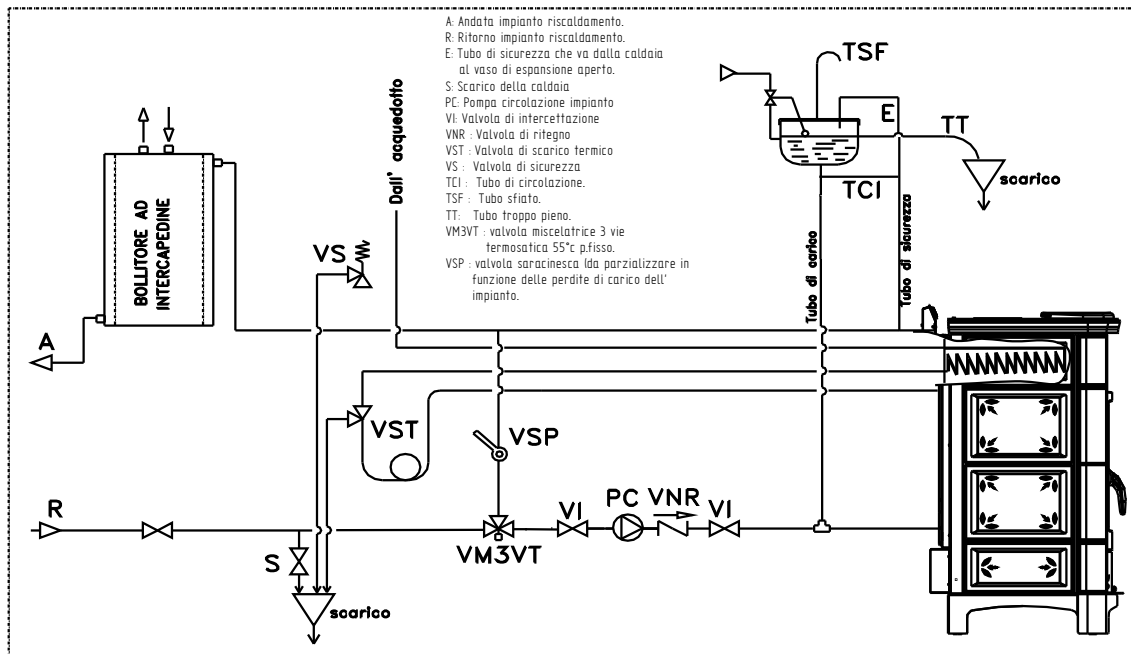 A: Andata impianto riscaldamento.
R: Ritorno impianto riscaldamento.
E: Tubo di sicurezza che va dalla caldaia
al vaso di espansione aperto.
S: Scarico della caldaia
PC: Pompa circolazione impianto
VI: Valvola di intercettazione
VNR : Valvola di ritegno
VST : Valvola di scarico termico
VS : Valvola di sicurezza
TC1 : Tubo di circolazione.
TSF : Tubo sfiato.
TT: Tubo troppo pieno.
VM3VT : valvola miscelatrice 3 vie
termosatica 55°c p.fisso.
VSP : valvola saracinesca (da parzializzare in
funzione delle perdite di carico dell'
impianto.
TSF
E
TT
scarico
TC1
Dall' acquedotto
BOLLITORE AD
INTERCAPEDINE
VS
Tubo di carico
Tubo di sicurezza
A
VST
VSP
R
VI
PC
VNR
VI
VM3VT
S
scarico